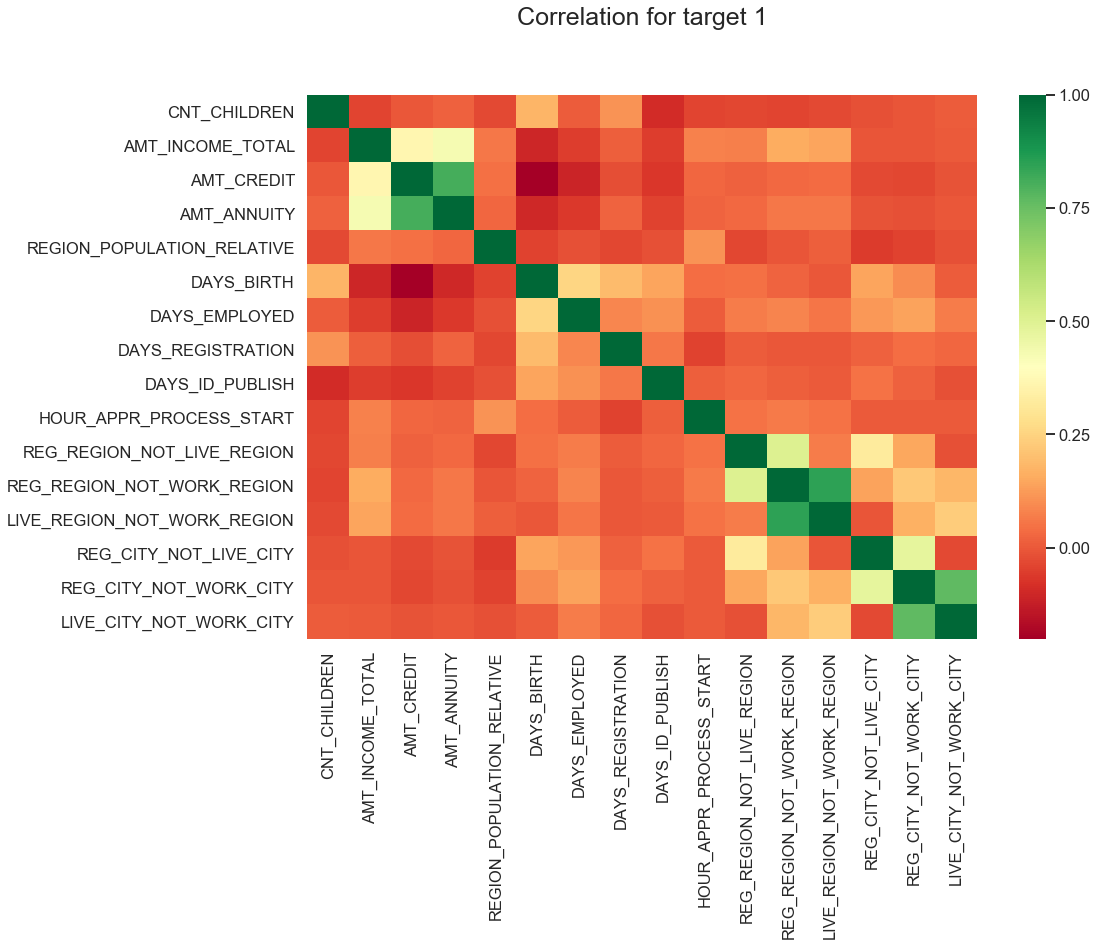 Correlation for target 1
CNT_CHILDREN
AMT_INCOME_TOTAL
AMT_CREDIT
AMT_ANNUITY
REGION_POPULATION_RELATIVE
DAYS_BIRTH
DAYS_EMPLOYED
DAYS_REGISTRATION
DAYS_ID_PUBLISH
HOUR_APPR_PROCESS_START
REG_REGION_NOT_LIVE_REGION
REG_REGION_NOT_WORK_REGION
LIVE_REGION_NOT_WORK_REGION
REG_CITY_NOT_LIVE_CITY
REG_CITY_NOT_WORK_CITY
LIVE_CITY_NOT_WORK_CITY
CNT_CHILDREN
AMT_INCOME_TOTAL
AMT_CREDIT
AMT_ANNUITY
REGION_POPULATION_RELATIVE
DAYS_BIRTH
DAYS_EMPLOYED
DAYS_REGISTRATION
DAYS_ID_PUBLISH
HOUR_APPR_PROCESS_START
REG_REGION_NOT_LIVE_REGION
REG_REGION_NOT_WORK_REGION
LIVE_REGION_NOT_WORK_REGION
REG_CITY_NOT_LIVE_CITY
REG_CITY_NOT_WORK_CITY
LIVE_CITY_NOT_WORK_CITY
1.00
0.75
0.50
0.25
0.00